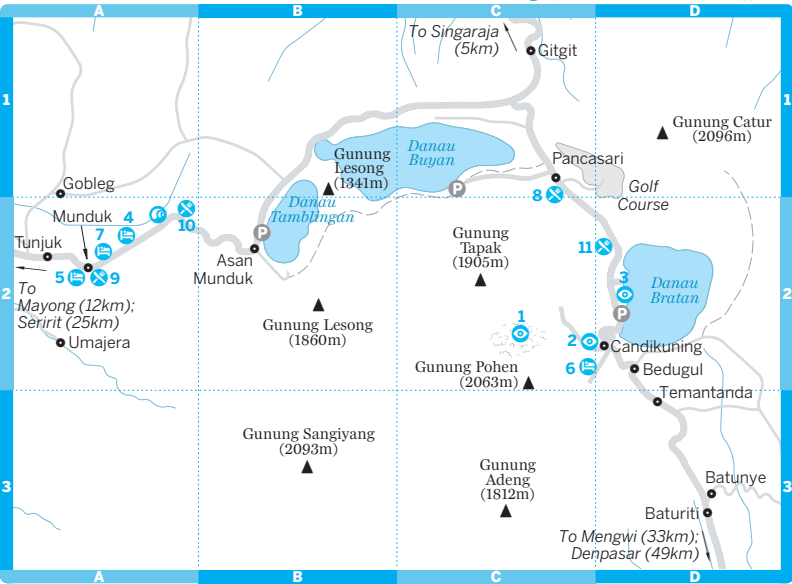 A
B
C
D
1
1
To Singaraja
(5km)
Gitgit
Gunung Catur
(2096m)
Danau
Buyan
Gunung
Lesong
(1341m)
Pancasari
Golf
Course
Gobleg
8
Munduk
4
10
Danau
Tamblingan
7
Tunjuk
Asan
Munduk
Gunung
Tapak
(1905m)
11
5
9
2
2
To
Mayong (12km);
Seririt (25km)
3
Danau
Bratan
P
P
P
Gunung Lesong
(1860m)
1
2
Candikuning
Umajera
6
Bedugul
Gunung Pohen
(2063m)
Temantanda
Gunung Sangiyang
(2093m)
Gunung
Adeng
(1812m)
3
3
Batunye
Baturiti
To Mengwi (33km);
Denpasar (49km)
A
B
C
D